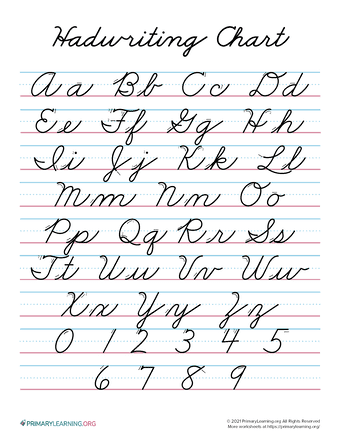 Hadwriting Chart
Aa Bb Cc Dd
Ee Ff Gg Hh
Ii Jj Kk Ll
Mm Nn Oo
Pp Qq Rr Ss
Tt Uu Vv Ww
Xx Yy Zz
0 1 2 3 4 5
6 7 8 9
PRIMARYLEARNING.ORG
© 2021 PrimaryLearning.org All Rights Reserved
More worksheets at https://primarylearning.org/